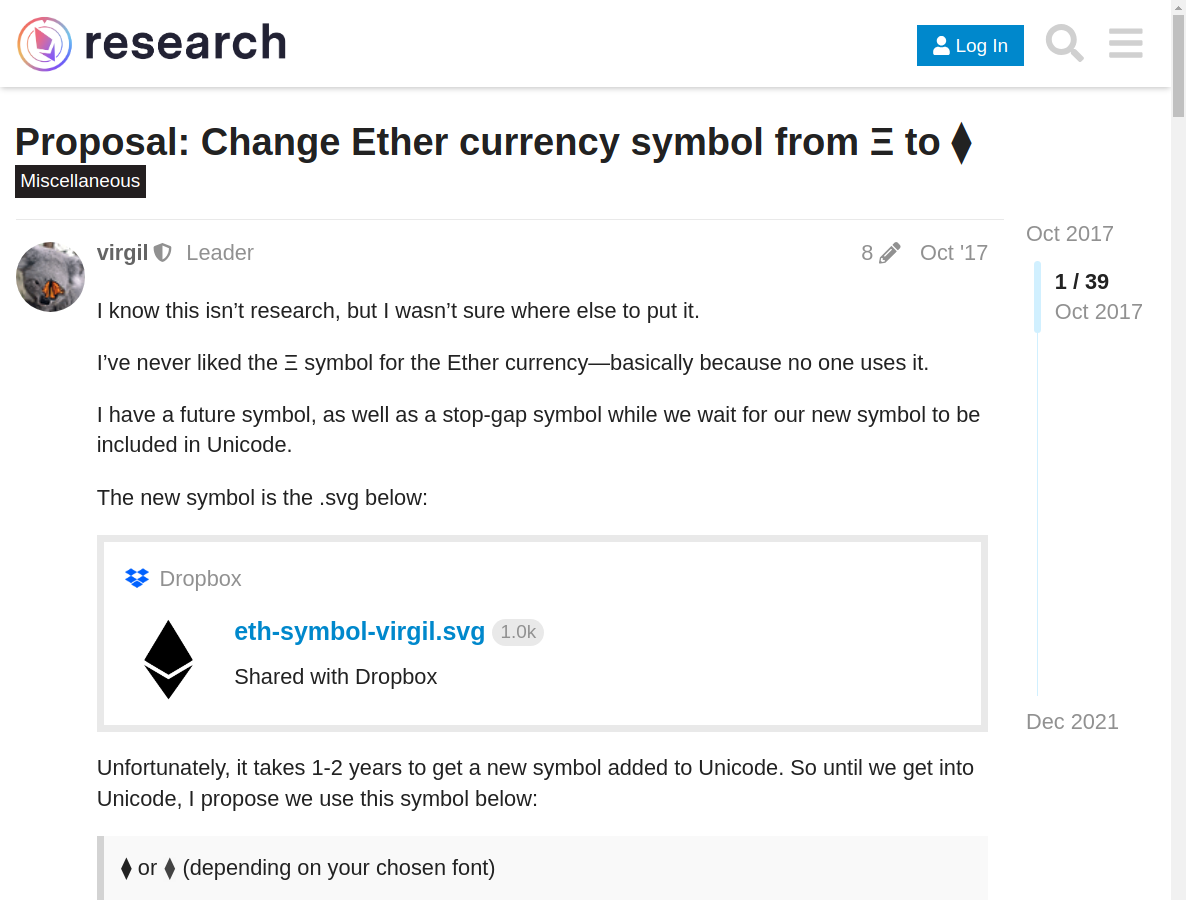 research
Log In
Proposal: Change Ether currency symbol from Ξ to ⧫
Miscellaneous
Oct 2017
virgil Leader 8 Oct '17
1 / 39
Oct 2017
I know this isn’t research, but I wasn’t sure where else to put it.
I’ve never liked the Ξ symbol for the Ether currency—basically because no one uses it.
I have a future symbol, as well as a stop-gap symbol while we wait for our new symbol to be
included in Unicode.
The new symbol is the .svg below:
Dropbox
eth-symbol-virgil.svg 1.0k
Shared with Dropbox
Dec 2021
Unfortunately, it takes 1-2 years to get a new symbol added to Unicode. So until we get into
Unicode, I propose we use this symbol below:
⧫ or ⧫ (depending on your chosen font)